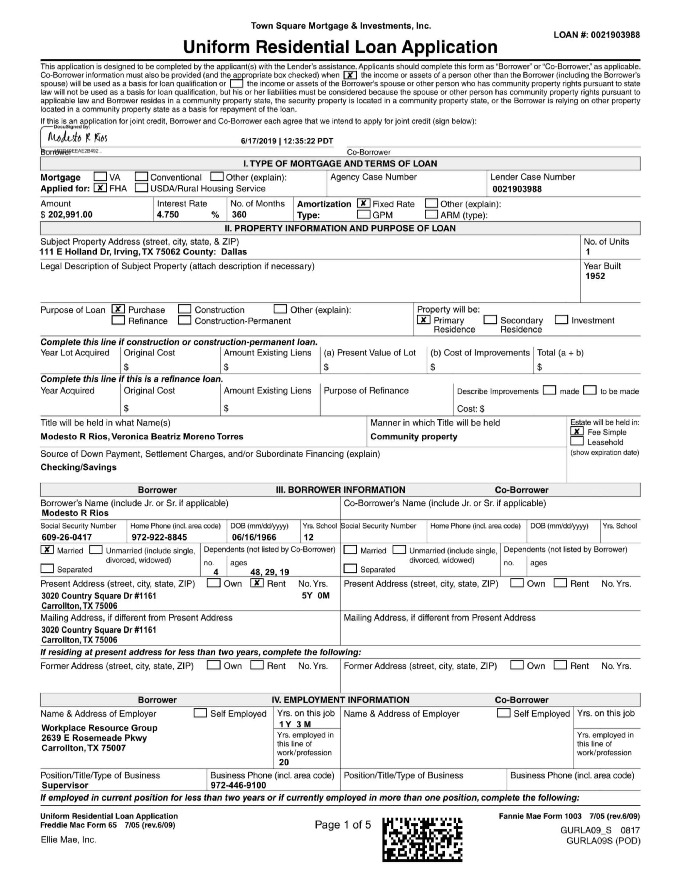 Town Square Mortgage & Investments, Inc.
LOAN #: 0021903988
Uniform Residential Loan Application
This application is designed to be completed by the applicant(s) with the Lender's assistance. Applicants should complete this form as "Borrower" or "Co-Borrower," as applicable.
Co-Borrower information must also be provided (and the appropriate box checked) when X the income or assets of a person other than the Borrower (including the Borrower's
spouse) will be used as a basis for loan qualification or the income or assets of the Borrower's spouse or other person who has community property rights pursuant to state
law will not be used as a basis for loan qualification, but his or her liabilities must be considered because the spouse or other person has community property rights pursuant to
applicable law and Borrower resides in a community property state, the security property is located in a community property state, or the Borrower is relying on other property
located in a community property state as a basis for repayment of the loan.
If this is an application for joint credit, Borrower and Co-Borrower each agree that we intend to apply for joint credit (sign below):
DocuSigned by:
Modesto R Rios
6/17/2019 | 12:35:22 PDT
Borrower Co-Borrower
I. TYPE OF MORTGAGE AND TERMS OF LOAN
Mortgage VA Conventional Other (explain): Agency Case Number Lender Case Number
Applied for: X FHA USDA/Rural Housing Service 0021903988
Amount Interest Rate No. of Months Amortization X Fixed Rate Other (explain):
$ 202,991.00 4.750 % 360 Type: GPM ARM (type):
II. PROPERTY INFORMATION AND PURPOSE OF LOAN
Subject Property Address (street, city, state, & ZIP) No. of Units
111 E Holland Dr, Irving, TX 75062 County: Dallas 1
Legal Description of Subject Property (attach description if necessary) Year Built
1952
Purpose of Loan X Purchase Construction Other (explain): Property will be:
Refinance Construction-Permanent X Primary Residence Secondary Residence Investment
Complete this line if construction or construction-permanent loan.
Year Lot Acquired Original Cost Amount Existing Liens (a) Present Value of Lot (b) Cost of Improvements Total (a + b)
$ $ $ $ $
Complete this line if this is a refinance loan.
Year Acquired Original Cost Amount Existing Liens Purpose of Refinance Describe Improvements made to be made
$ $ Cost: $
Title will be held in what Name(s) Manner in which Title will be held Estate will be held in:
Modesto R Rios, Veronica Beatriz Moreno Torres Community property X Fee Simple
Leasehold
Source of Down Payment, Settlement Charges, and/or Subordinate Financing (explain) (show expiration date)
Checking/Savings
Borrower III. BORROWER INFORMATION Co-Borrower
Borrower's Name (include Jr. or Sr. if applicable) Co-Borrower's Name (include Jr. or Sr. if applicable)
Modesto R Rios
Social Security Number Home Phone (incl. area code) DOB (mm/dd/yyyy) Yrs. School Social Security Number Home Phone (incl. area code) DOB (mm/dd/yyyy) Yrs. School
609-26-0417 972-922-8845 06/16/1966 12
X Married Unmarried (include single, divorced, widowed) Dependents (not listed by Co-Borrower) Married Unmarried (include single, divorced, widowed) Dependents (not listed by Borrower)
Separated no. 4 ages 48, 29, 19 Separated no. ages
Present Address (street, city, state, ZIP) Own X Rent No. Yrs. Present Address (street, city, state, ZIP) Own Rent No. Yrs.
3020 Country Square Dr #1161 5Y 0M
Carrollton, TX 75006
Mailing Address, if different from Present Address Mailing Address, if different from Present Address
3020 Country Square Dr #1161
Carrollton, TX 75006
If residing at present address for less than two years, complete the following:
Former Address (street, city, state, ZIP) Own Rent No. Yrs. Former Address (street, city, state, ZIP) Own Rent No. Yrs.
Borrower IV. EMPLOYMENT INFORMATION Co-Borrower
Name & Address of Employer Self Employed Yrs. on this job Name & Address of Employer Self Employed Yrs. on this job
1 Y 3 M
Workplace Resource Group Yrs. employed in this line of work/profession Yrs. employed in this line of work/profession
2639 E Rosemeade Pkwy
Carrollton, TX 75007
20
Position/Title/Type of Business Business Phone (incl. area code) Position/Title/Type of Business Business Phone (incl. area code)
Supervisor 972-446-9100
If employed in current position for less than two years or if currently employed in more than one position, complete the following:
Uniform Residential Loan Application Fannie Mae Form 1003 7/05 (rev.6/09)
Freddie Mac Form 65 7/05 (rev.6/09) Page 1 of 5 GURLA09_S 0817
Ellie Mae, Inc. GURLA09S (POD)